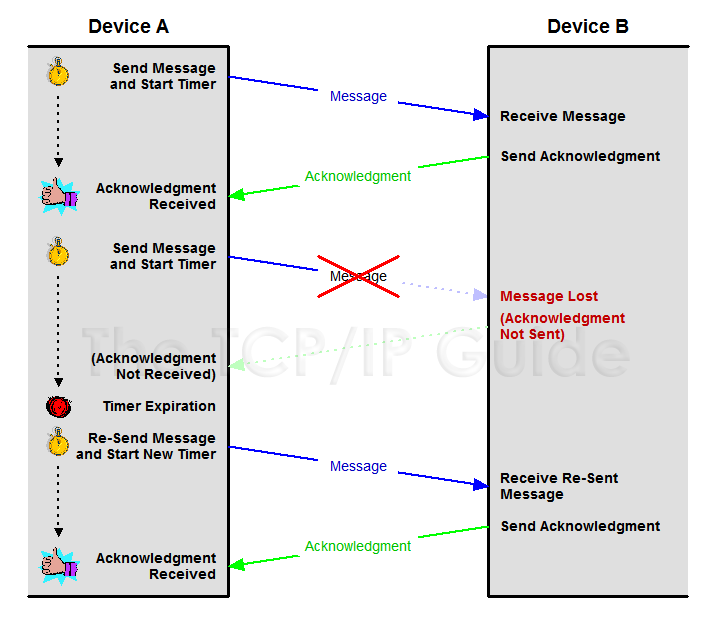 Device A
Device B
Send Message
and Start Timer
Message
Receive Message
Send Acknowledgment
Acknowledgment
Acknowledgment
Received
Send Message
and Start Timer
Message
Message Lost
(Acknowledgment
Not Sent)
The TCP/IP Guide
(Acknowledgment
Not Received)
Timer Expiration
Re-Send Message
and Start New Timer
Message
Receive Re-Sent
Message
Send Acknowledgment
Acknowledgment
Acknowledgment
Received